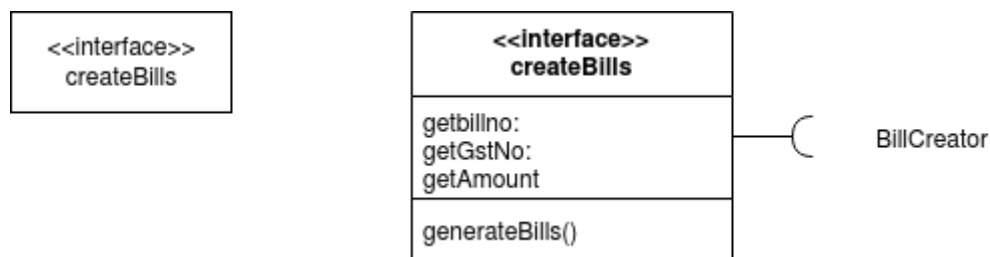 <<interface>>
createBills
<<interface>>
createBills
getbillno:
getGstNo:
getAmount
generateBills()
BillCreator